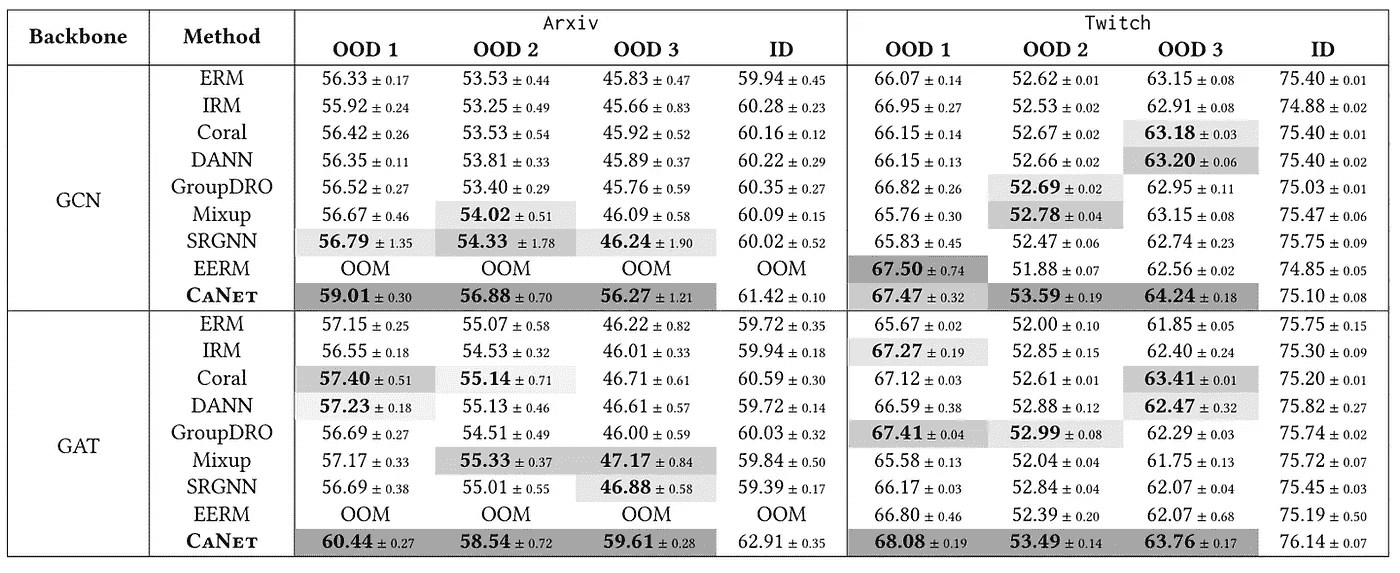 Backbone Method Arxiv Twitch
OOD 1 OOD 2 OOD 3 ID OOD 1 OOD 2 OOD 3 ID
GCN
ERM 56.33 ± 0.17 53.53 ± 0.44 45.83 ± 0.47 59.94 ± 0.45 66.07 ± 0.14 52.62 ± 0.01 63.15 ± 0.08 75.40 ± 0.01
IRM 55.92 ± 0.24 53.25 ± 0.49 45.66 ± 0.83 60.28 ± 0.23 66.95 ± 0.27 52.53 ± 0.02 62.91 ± 0.08 74.88 ± 0.02
Coral 56.42 ± 0.26 53.53 ± 0.54 45.92 ± 0.52 60.16 ± 0.12 66.15 ± 0.14 52.67 ± 0.02 63.18 ± 0.03 75.40 ± 0.01
DANN 56.35 ± 0.11 53.81 ± 0.33 45.89 ± 0.37 60.22 ± 0.29 66.15 ± 0.13 52.66 ± 0.02 63.20 ± 0.06 75.40 ± 0.02
GroupDRO 56.52 ± 0.27 53.40 ± 0.29 45.76 ± 0.59 60.35 ± 0.27 66.82 ± 0.26 52.69 ± 0.02 62.95 ± 0.11 75.03 ± 0.01
Mixup 56.67 ± 0.46 54.02 ± 0.51 46.09 ± 0.58 60.09 ± 0.15 65.76 ± 0.30 52.78 ± 0.04 63.15 ± 0.08 75.47 ± 0.06
SRGNN 56.79 ± 1.35 54.33 ± 1.78 46.24 ± 1.90 60.02 ± 0.52 65.83 ± 0.45 52.47 ± 0.06 62.74 ± 0.23 75.75 ± 0.09
EERM OOM OOM OOM OOM 67.50 ± 0.74 51.88 ± 0.07 62.56 ± 0.02 74.85 ± 0.05
CaNet 59.01 ± 0.30 56.88 ± 0.70 56.27 ± 1.21 61.42 ± 0.10 67.47 ± 0.32 53.59 ± 0.19 64.24 ± 0.18 75.10 ± 0.08
GAT
ERM 57.15 ± 0.25 55.07 ± 0.58 46.22 ± 0.82 59.72 ± 0.35 65.67 ± 0.02 52.00 ± 0.10 61.85 ± 0.05 75.75 ± 0.15
IRM 56.55 ± 0.18 54.53 ± 0.32 46.01 ± 0.33 59.94 ± 0.18 67.27 ± 0.19 52.85 ± 0.15 62.40 ± 0.24 75.30 ± 0.09
Coral 57.40 ± 0.51 55.14 ± 0.71 46.71 ± 0.61 60.59 ± 0.30 67.12 ± 0.03 52.61 ± 0.01 63.41 ± 0.01 75.20 ± 0.01
DANN 57.23 ± 0.18 55.13 ± 0.46 46.61 ± 0.57 59.72 ± 0.14 66.59 ± 0.38 52.88 ± 0.12 62.47 ± 0.32 75.82 ± 0.27
GroupDRO 56.69 ± 0.27 54.51 ± 0.49 46.00 ± 0.59 60.03 ± 0.32 67.41 ± 0.04 52.99 ± 0.08 62.29 ± 0.03 75.74 ± 0.02
Mixup 57.17 ± 0.33 55.33 ± 0.37 47.17 ± 0.84 59.84 ± 0.50 65.58 ± 0.13 52.04 ± 0.04 61.75 ± 0.13 75.72 ± 0.07
SRGNN 56.69 ± 0.38 55.01 ± 0.55 46.88 ± 0.58 59.39 ± 0.17 66.17 ± 0.03 52.84 ± 0.04 62.07 ± 0.04 75.45 ± 0.03
EERM OOM OOM OOM OOM 66.80 ± 0.46 52.39 ± 0.20 62.07 ± 0.68 75.19 ± 0.50
CaNet 60.44 ± 0.27 58.54 ± 0.72 59.61 ± 0.28 62.91 ± 0.35 68.08 ± 0.19 53.49 ± 0.14 63.76 ± 0.17 76.14 ± 0.07